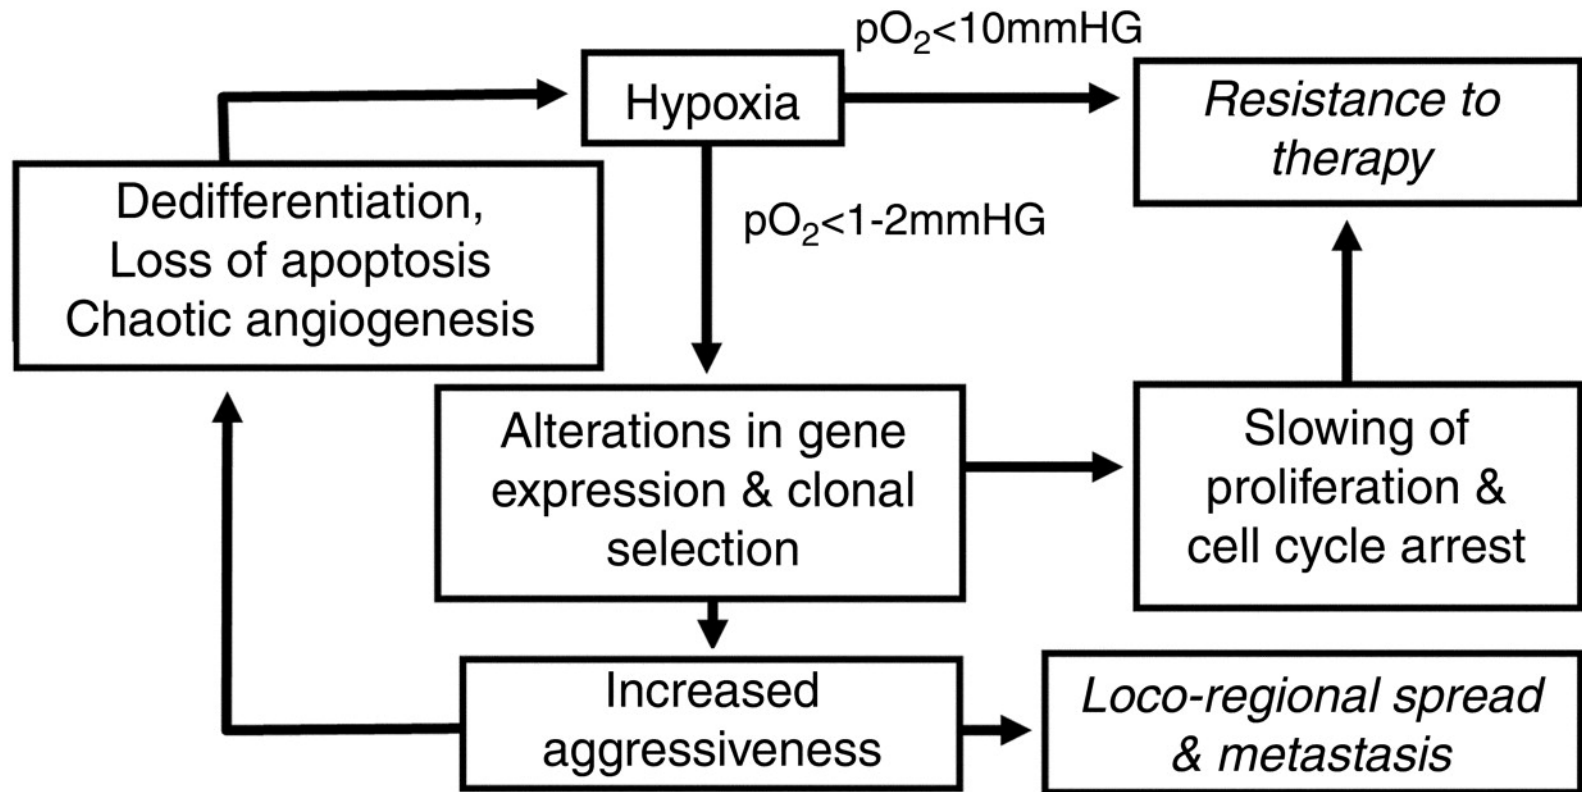 pO₂<10mmHG
Hypoxia
Resistance to
therapy
Dedifferentiation,
Loss of apoptosis
Chaotic angiogenesis
pO₂<1-2mmHG
Alterations in gene
expression & clonal
selection
Slowing of
proliferation &
cell cycle arrest
Increased
aggressiveness
Loco-regional spread
& metastasis